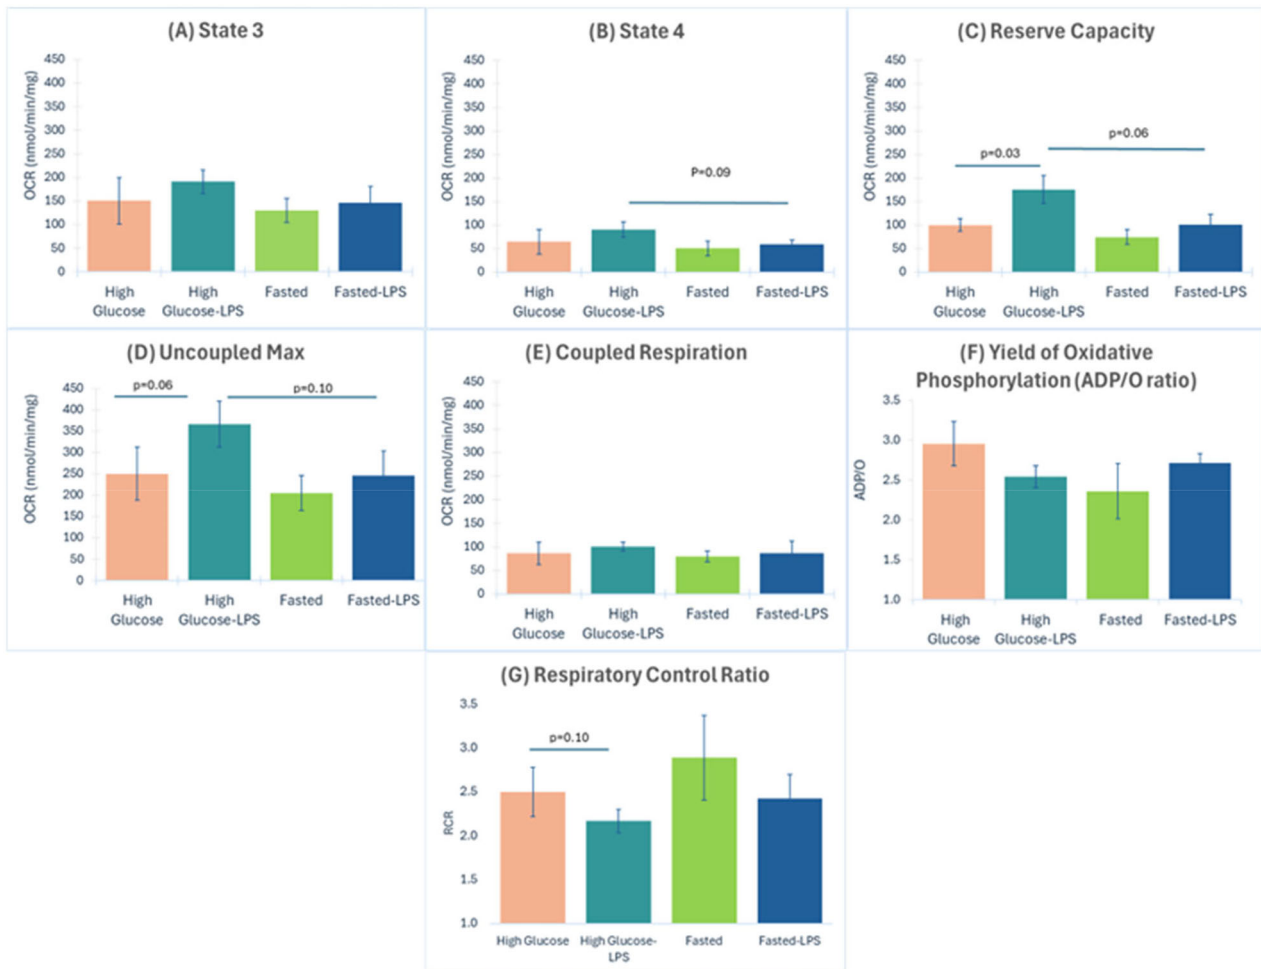 (A) State 3
OCR (nmol/min/mg)
450
400
350
300
250
200
150
100
50
0
High
Glucose
High
Glucose-LPS
Fasted
Fasted-LPS
(B) State 4
OCR (nmol/min/mg)
450
400
350
300
250
200
150
100
50
0
P=0.09
High
Glucose
High
Glucose-LPS
Fasted
Fasted-LPS
(C) Reserve Capacity
OCR (nmol/min/mg)
450
400
350
300
250
200
150
100
50
0
p=0.03
p=0.06
High
Glucose
High
Glucose-LPS
Fasted
Fasted-LPS
(D) Uncoupled Max
OCR (nmol/min/mg)
450
400
350
300
250
200
150
100
50
0
p=0.06
p=0.10
High
Glucose
High
Glucose-LPS
Fasted
Fasted-LPS
(E) Coupled Respiration
OCR (nmol/min/mg)
450
400
350
300
250
200
150
100
50
0
High
Glucose
High
Glucose-LPS
Fasted
Fasted-LPS
(F) Yield of Oxidative
Phosphorylation (ADP/O ratio)
ADP/O
3.5
3.0
2.5
2.0
1.5
1.0
High
Glucose
High
Glucose-LPS
Fasted
Fasted-LPS
(G) Respiratory Control Ratio
RCR
3.5
3.0
2.5
2.0
1.5
1.0
p=0.10
High Glucose
High Glucose-
LPS
Fasted
Fasted-LPS